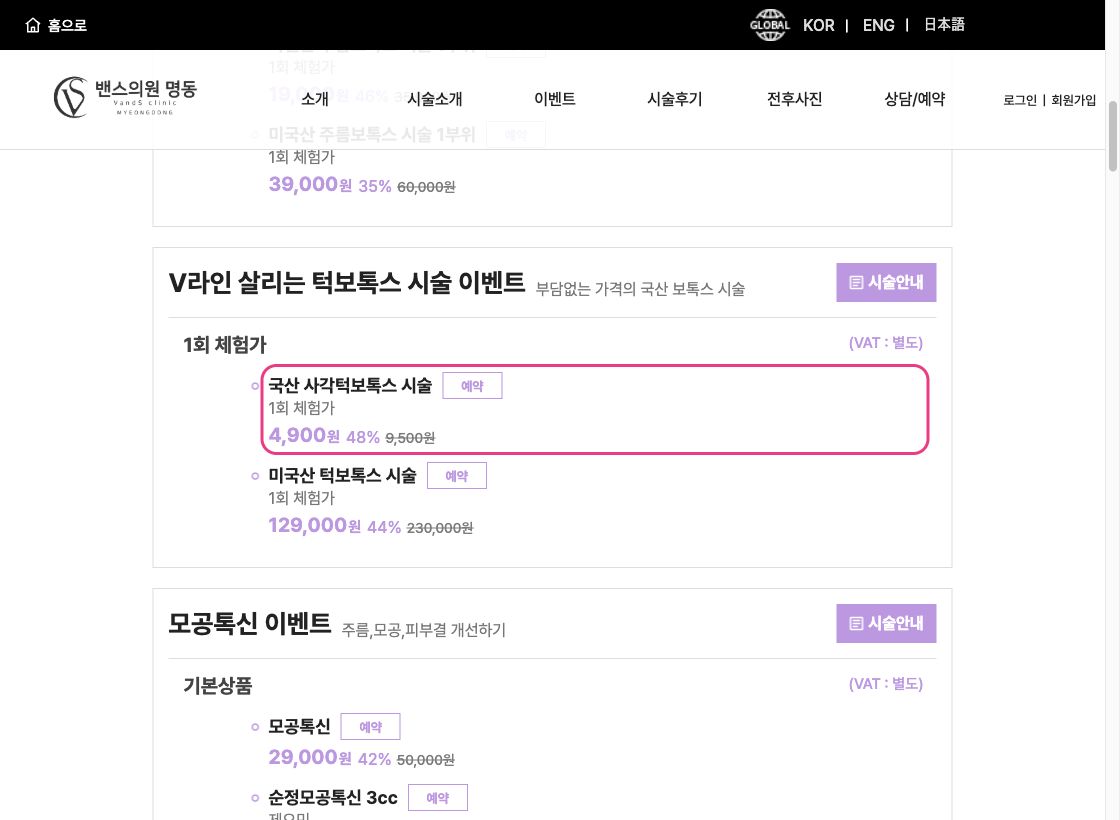 홈으로
GLOBAL KOR | ENG | 日本語
밴스의원 명동
VandS clinic
MYEONGDONG
소개 시술소개 이벤트 시술후기 전후사진 상담/예약 로그인 | 회원가입
1회 체험가
46%
미국산 주름보톡스 시술 1부위 예약
1회 체험가
39,000원 35% 60,000원
V라인 살리는 턱보톡스 시술 이벤트 부담없는 가격의 국산 보톡스 시술 시술안내
1회 체험가 (VAT : 별도)
국산 사각턱보톡스 시술 예약
1회 체험가
4,900원 48% 9,500원
미국산 턱보톡스 시술 예약
1회 체험가
129,000원 44% 230,000원
모공톡신 이벤트 주름,모공,피부결 개선하기 시술안내
기본상품 (VAT : 별도)
모공톡신 예약
29,000원 42% 50,000원
순정모공톡신 3cc 예약